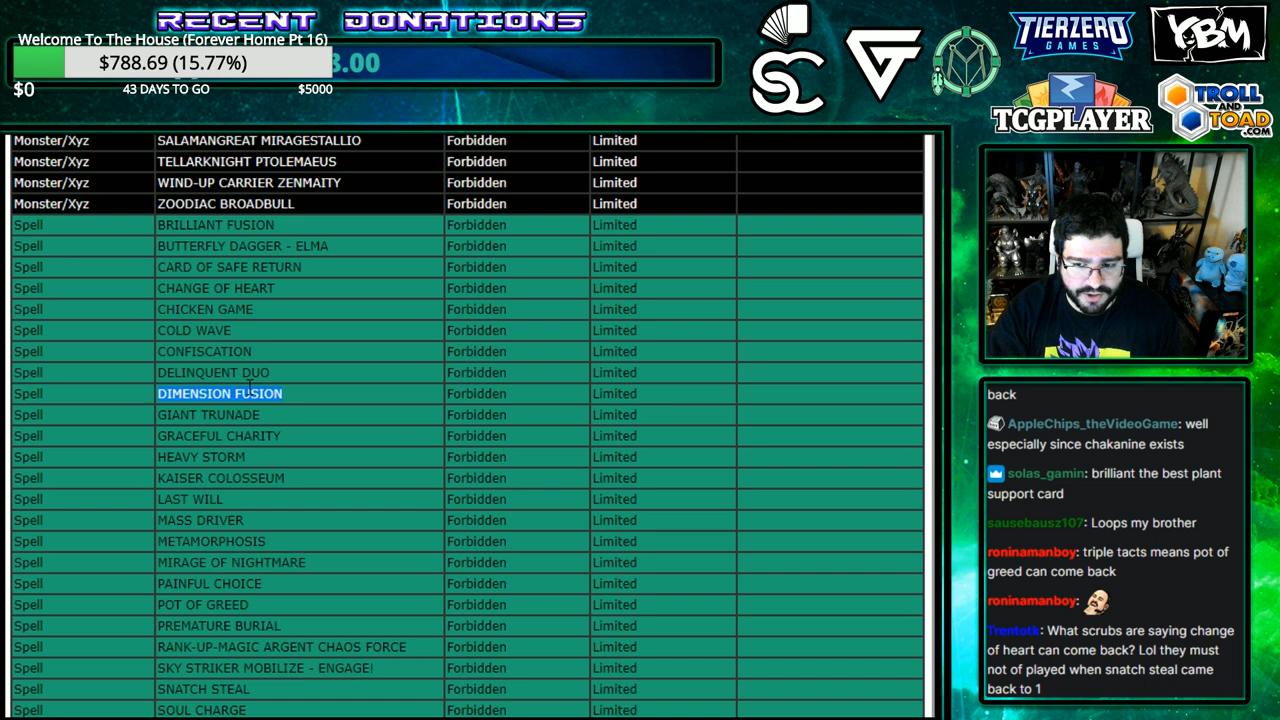 RECENT DONATIONS
Welcome To The House (Forever Home Pt 16)
$788.69 (15.77%)
3.00
$0 43 DAYS TO GO $5000
SC
TIERZERO
GAMES
YBM
TCGPLAYER
TROLL
AND
TOAD
.COM
Monster/Xyz SALAMANGREAT MIRAGESTALLIO Forbidden Limited
Monster/Xyz TELLARKNIGHT PTOLEMAEUS Forbidden Limited
Monster/Xyz WIND-UP CARRIER ZENMAITY Forbidden Limited
Monster/Xyz ZOODIAC BROADBULL Forbidden Limited
Spell BRILLIANT FUSION Forbidden Limited
Spell BUTTERFLY DAGGER - ELMA Forbidden Limited
Spell CARD OF SAFE RETURN Forbidden Limited
Spell CHANGE OF HEART Forbidden Limited
Spell CHICKEN GAME Forbidden Limited
Spell COLD WAVE Forbidden Limited
Spell CONFISCATION Forbidden Limited
Spell DELINQUENT DUO Forbidden Limited
Spell DIMENSION FUSION Forbidden Limited
Spell GIANT TRUNADE Forbidden Limited
Spell GRACEFUL CHARITY Forbidden Limited
Spell HEAVY STORM Forbidden Limited
Spell KAISER COLOSSEUM Forbidden Limited
Spell LAST WILL Forbidden Limited
Spell MASS DRIVER Forbidden Limited
Spell METAMORPHOSIS Forbidden Limited
Spell MIRAGE OF NIGHTMARE Forbidden Limited
Spell PAINFUL CHOICE Forbidden Limited
Spell POT OF GREED Forbidden Limited
Spell PREMATURE BURIAL Forbidden Limited
Spell RANK-UP-MAGIC ARGENT CHAOS FORCE Forbidden Limited
Spell SKY STRIKER MOBILIZE - ENGAGE! Forbidden Limited
Spell SNATCH STEAL Forbidden Limited
Spell SOUL CHARGE Forbidden Limited
back
AppleChips_theVideoGame: well
especially since chakanine exists
solas_gamin: brilliant the best plant
support card
sausebausz107: Loops my brother
roninamanboy: triple tacts means pot of
greed can come back
roninamanboy:
Trentotk: What scrubs are saying change
of heart can come back? Lol they must
not of played when snatch steal came
back to 1